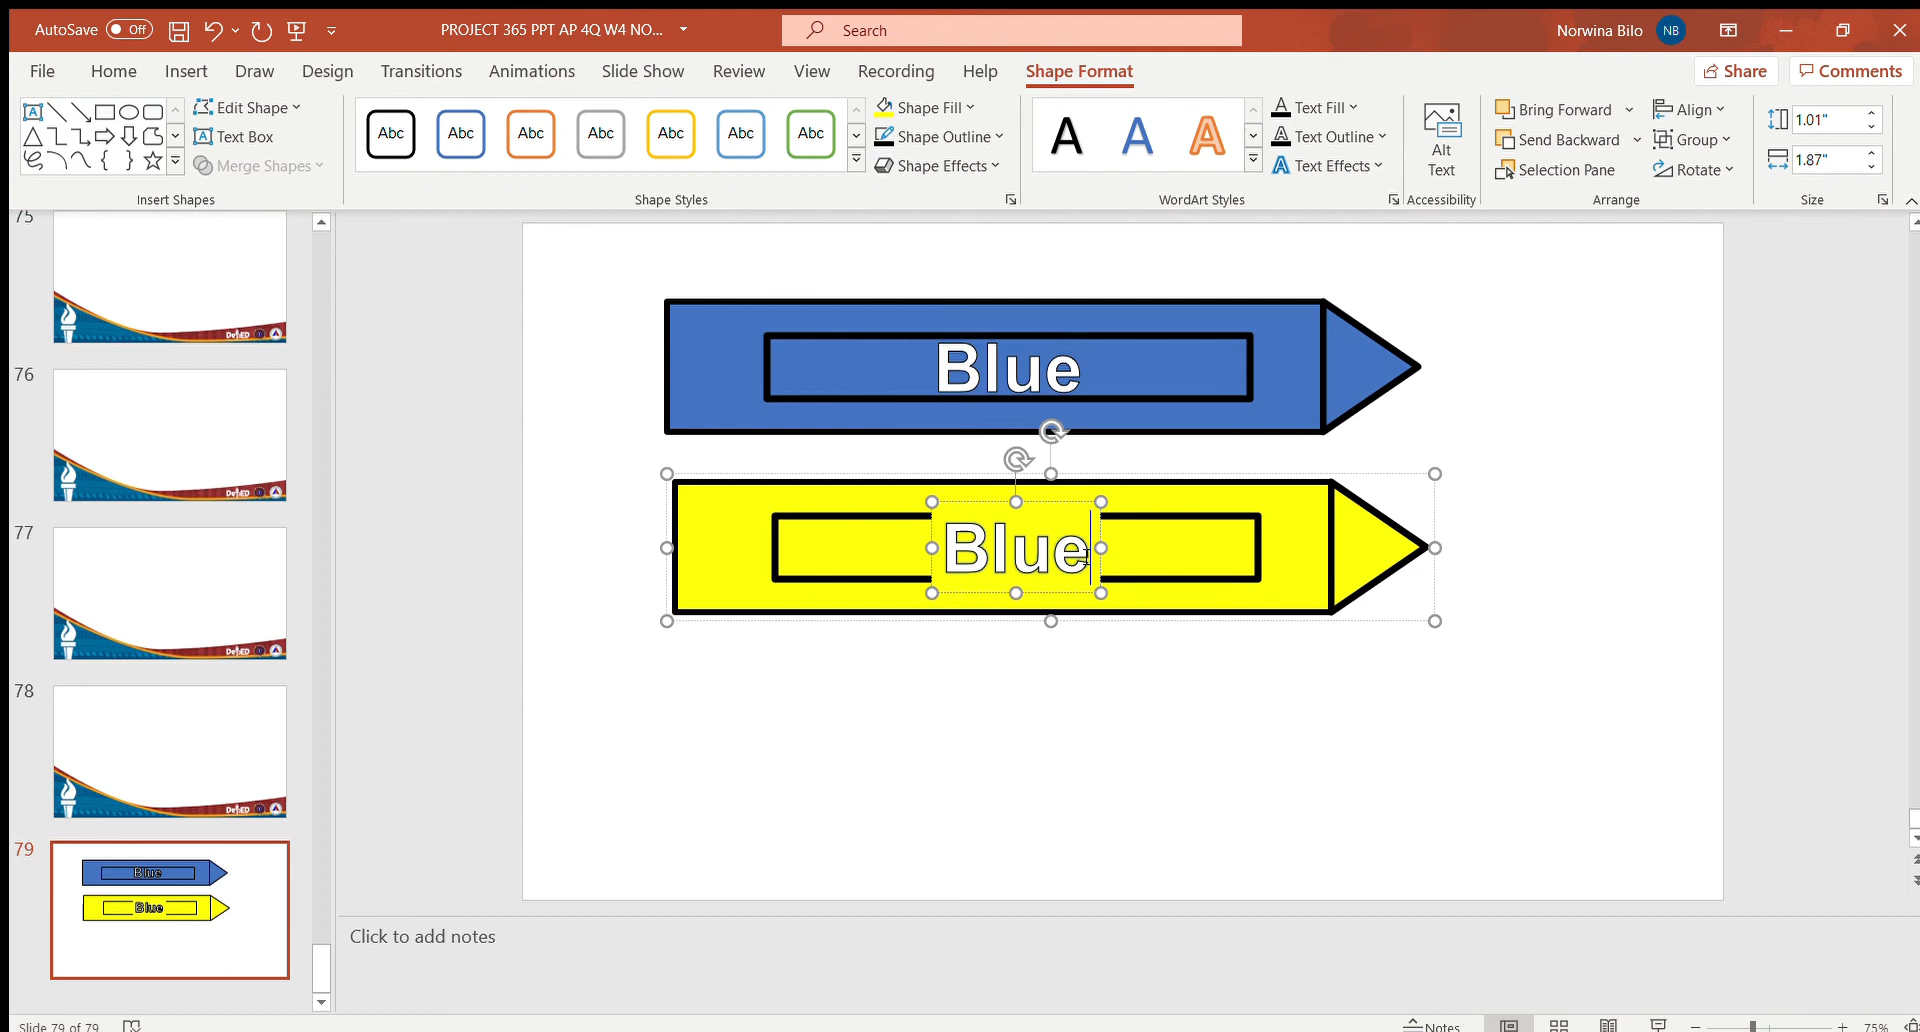 AutoSave Off PROJECT 365 PPT AP 4Q W4 NO... Search Norwina Bilo NB
File Home Insert Draw Design Transitions Animations Slide Show Review View Recording Help Shape Format Share Comments
Edit Shape
Text Box
Merge Shapes
Insert Shapes
Abc Abc Abc Abc Abc Abc Abc
Shape Fill
Shape Outline
Shape Effects
Shape Styles
A A A
Text Fill
Text Outline
Text Effects
WordArt Styles
Alt
Text
Accessibility
Bring Forward
Send Backward
Selection Pane
Align
Group
Rotate
Arrange
1.01"
1.87"
Size
75
DepED
76
DepED
77
DepED
78
DepED
79
Blue
Blue
Blue
Blue
Click to add notes
Slide 79 of 79 Notes 75%